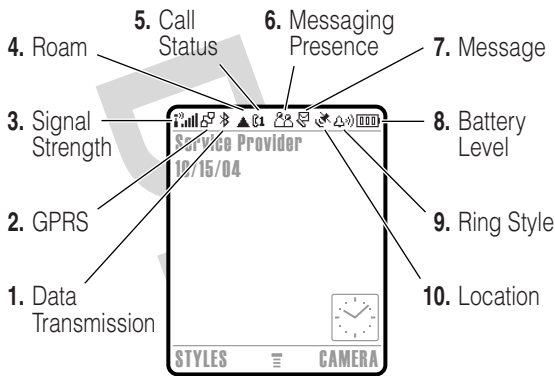 5. Call Status
6. Messaging Presence
4. Roam
7. Message
3. Signal Strength
8. Battery Level
Service Provider
10/15/04
2. GPRS
9. Ring Style
1. Data Transmission
10. Location
STYLES
CAMERA